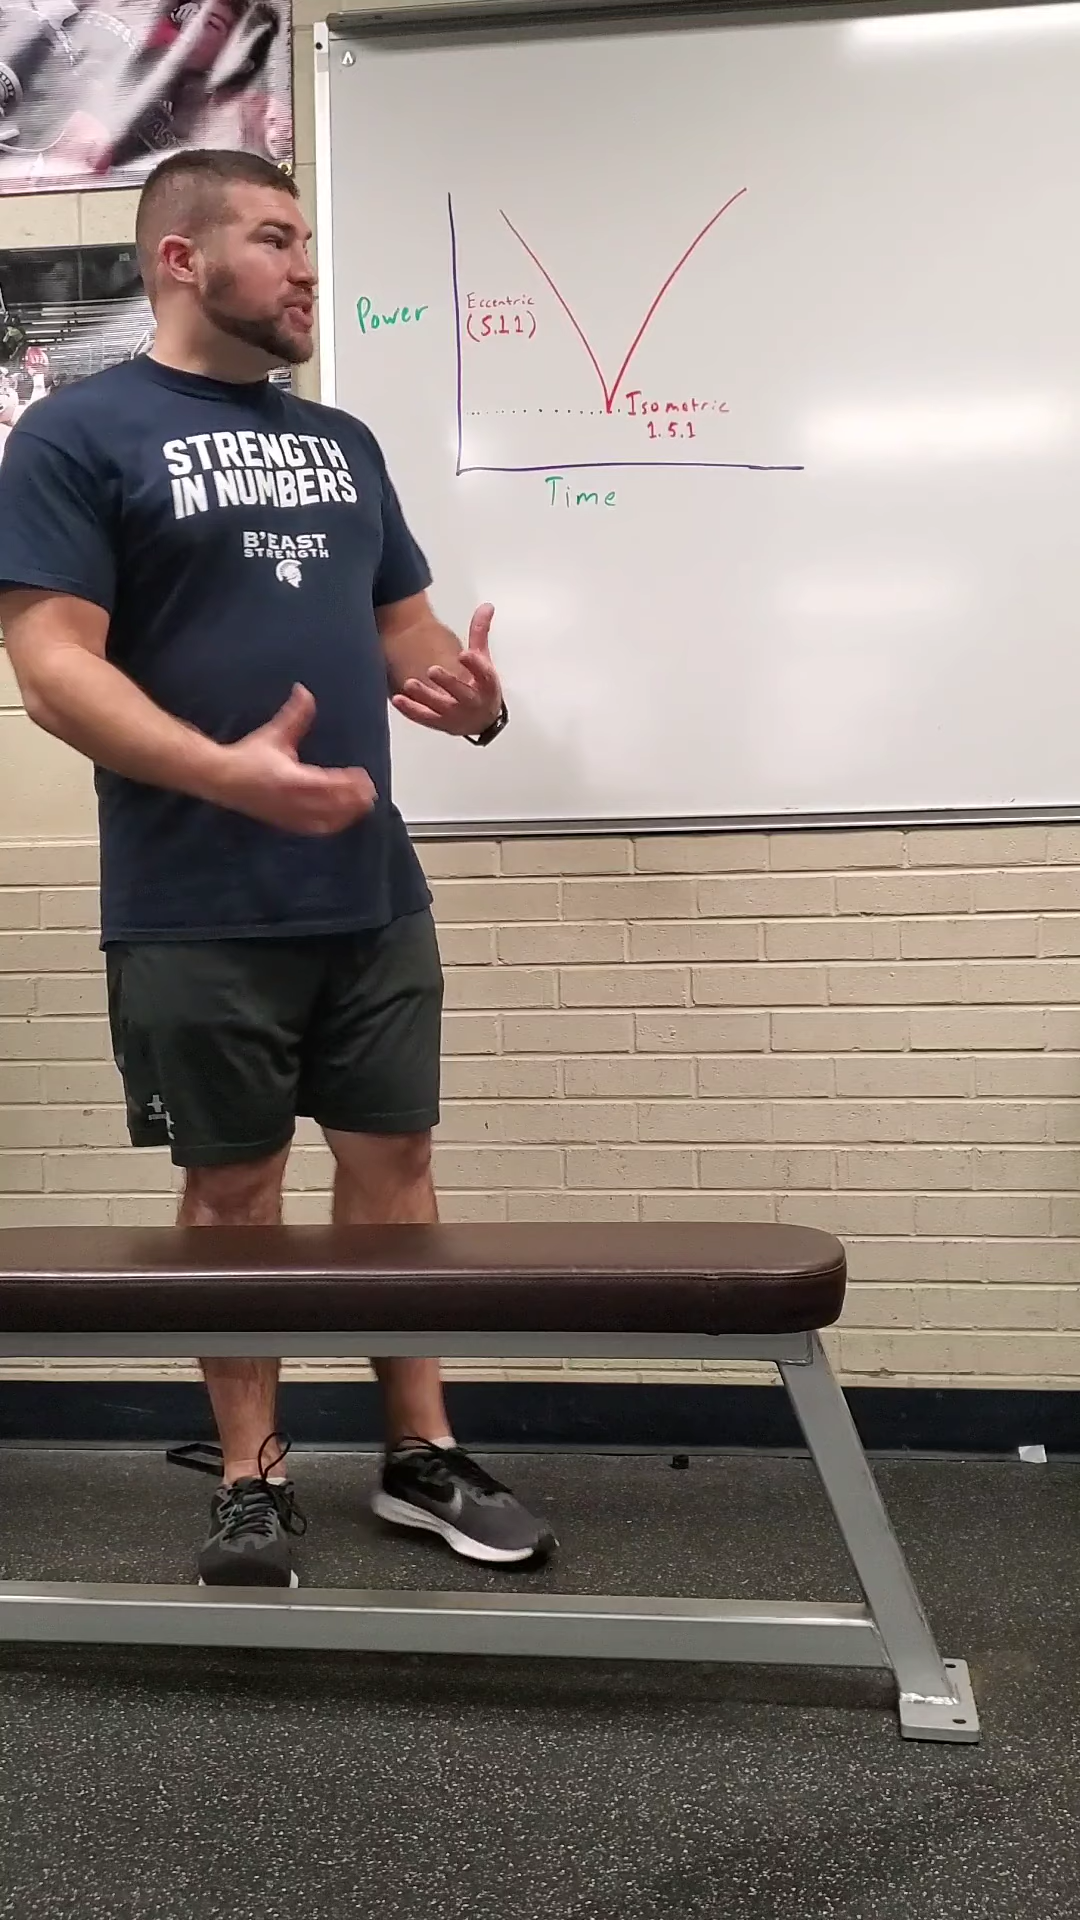 Power
Eccentric
(5.1.1)
Isometric
1.5.1
Time
STRENGTH
IN NUMBERS
B'EAST
STRENGTH